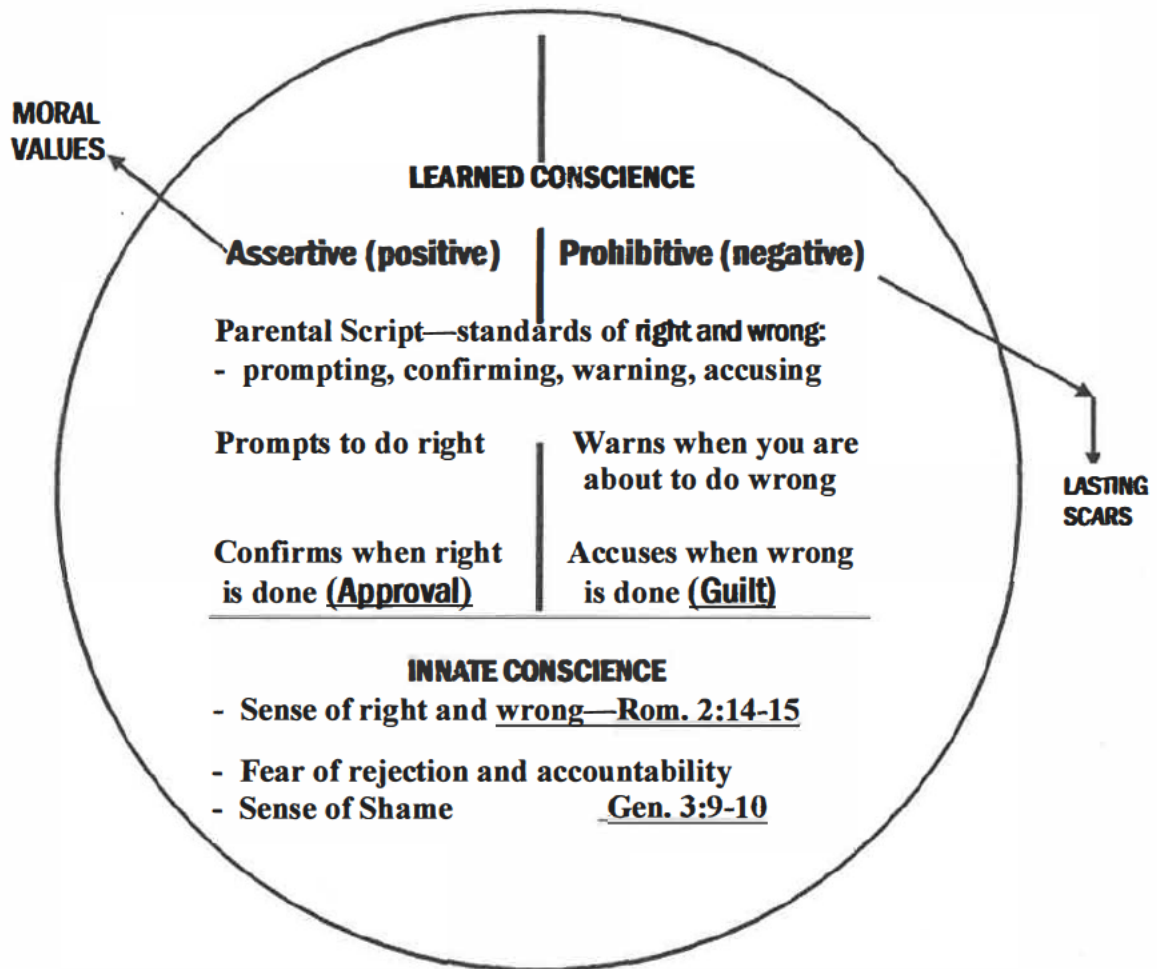 MORAL
VALUES
LEARNED CONSCIENCE
Assertive (positive)
Prohibitive (negative)
Parental Script—standards of right and wrong:
- prompting, confirming, warning, accusing
Prompts to do right
Warns when you are
about to do wrong
LASTING
SCARS
Confirms when right
is done (Approval)
Accuses when wrong
is done (Guilt)
INNATE CONSCIENCE
- Sense of right and wrong—Rom. 2:14-15
- Fear of rejection and accountability
- Sense of Shame Gen. 3:9-10